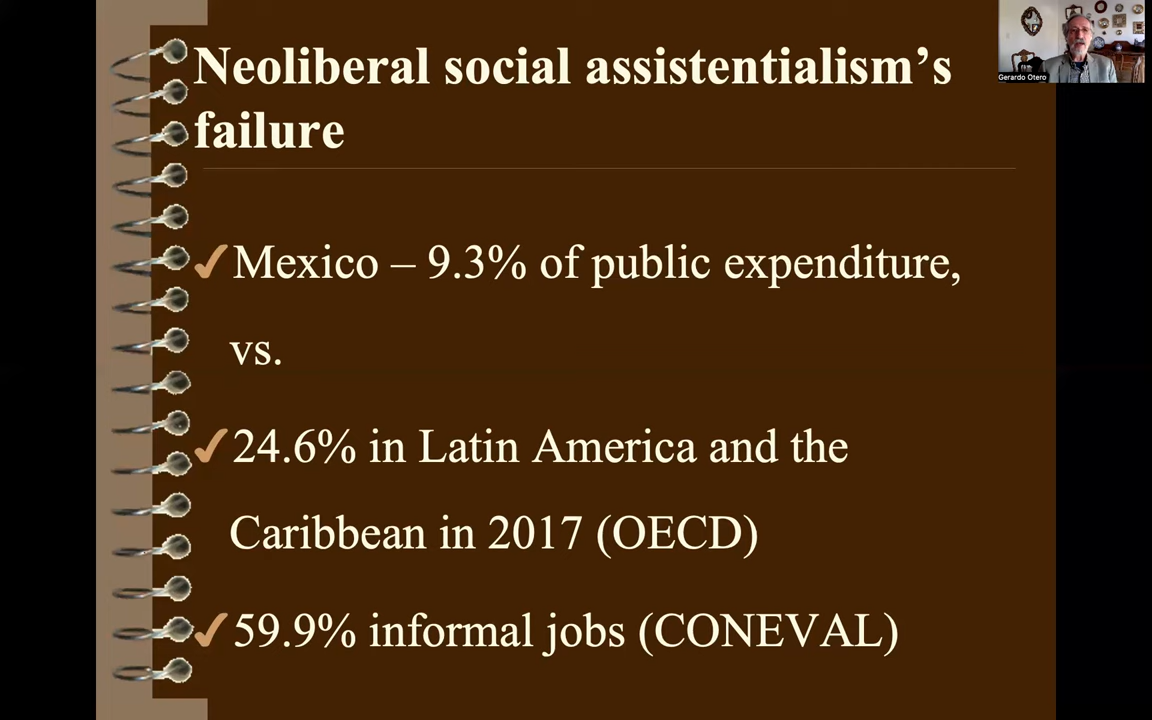 Neoliberal social assistentialism’s
failure
✓Mexico – 9.3% of public expenditure,
vs.
✓24.6% in Latin America and the
Caribbean in 2017 (OECD)
✓59.9% informal jobs (CONEVAL)
Gerardo Otero